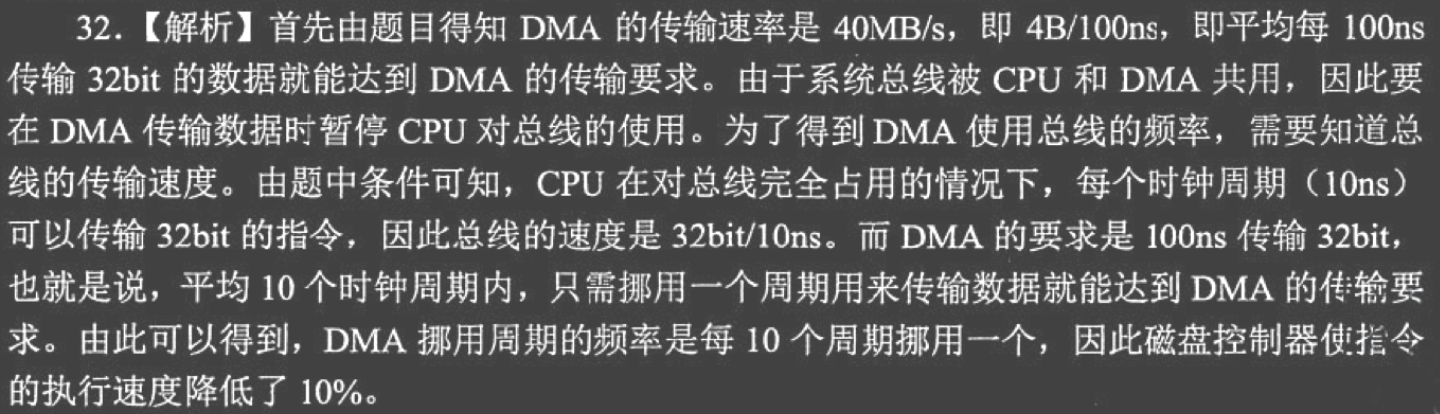 32.【解析】首先由题目得知 DMA 的传输速率是 40MB/s，即 4B/100ns，即平均每 100ns
传输 32bit 的数据就能达到 DMA 的传输要求。由于系统总线被 CPU 和 DMA 共用，因此要
在 DMA 传输数据时暂停 CPU 对总线的使用。为了得到 DMA 使用总线的频率，需要知道总
线的传输速度。由题中条件可知，CPU 在对总线完全占用的情况下，每个时钟周期（10ns）
可以传输 32bit 的指令，因此总线的速度是 32bit/10ns。而 DMA 的要求是 100ns 传输 32bit，
也就是说，平均 10 个时钟周期内，只需挪用一个周期用来传输数据就能达到 DMA 的传输要
求。由此可以得到，DMA 挪用周期的频率是每 10 个周期挪用一个，因此磁盘控制器使指令
的执行速度降低了 10%。